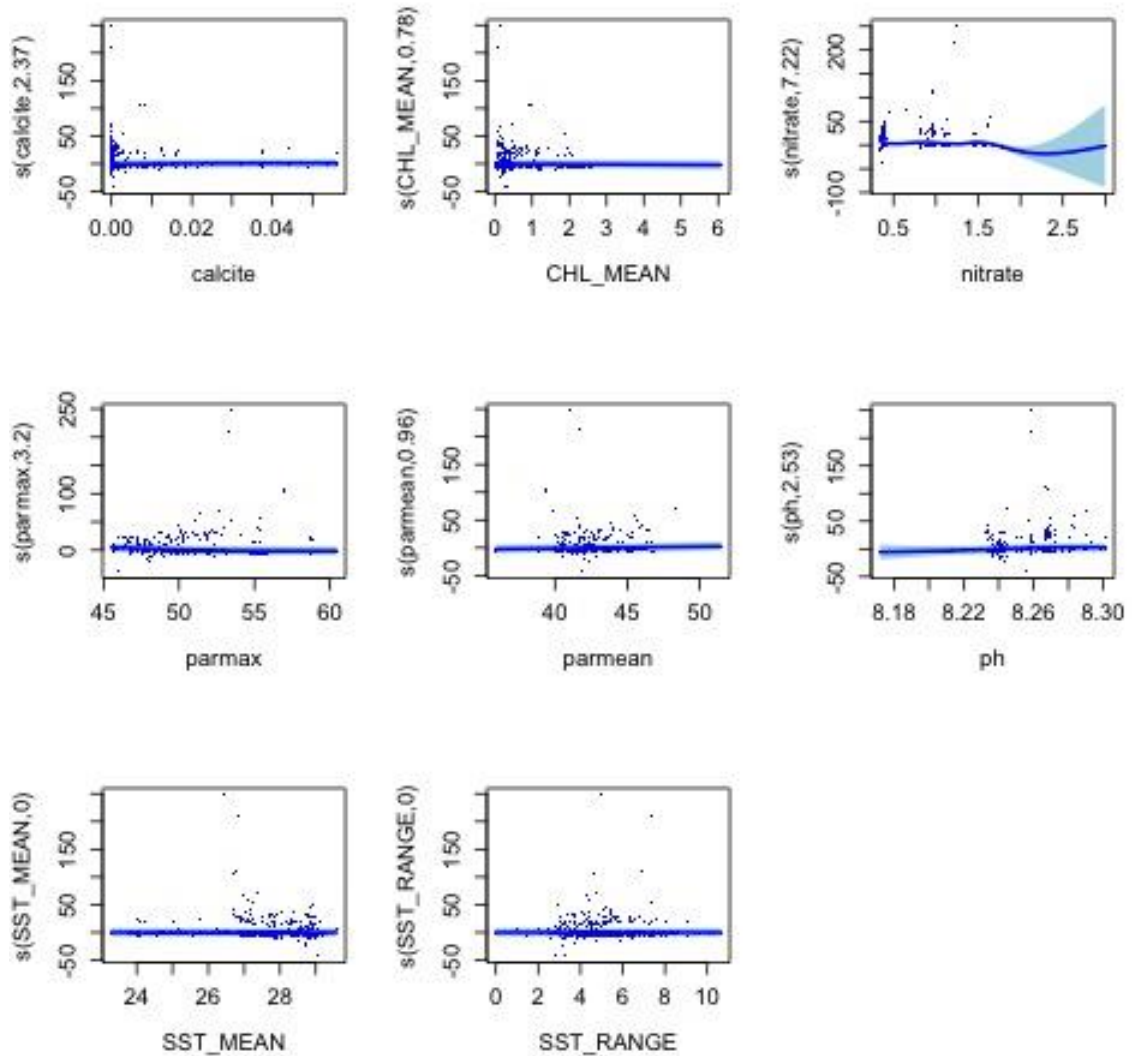 s(calcite,2.37)
150
50
-50
0.00 0.02 0.04
calcite
s(CHL_MEAN,0.78)
150
50
-50
0 1 2 3 4 5 6
CHL_MEAN
s(nitrate,7.22)
200
50
-100
0.5 1.5 2.5
nitrate
s(parmax,3.2)
250
100
0
45 50 55 60
parmax
s(parmean,0.96)
150
50
-50
40 45 50
parmean
s(ph,2.53)
150
50
-50
8.18 8.22 8.26 8.30
ph
s(SST_MEAN,0)
150
50
-50
24 26 28
SST_MEAN
s(SST_RANGE,0)
150
50
-50
0 2 4 6 8 10
SST_RANGE